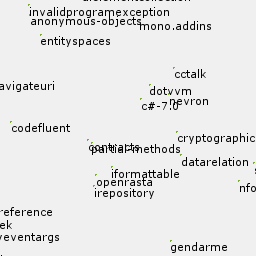 invalidprogramexception
anonymous-objects
mono.addins
entityspaces
cctalk
avigateuri
dotvvm
nevron
c#-7.0
codefluent
cryptographic
contracts
partial-methods
datarelation
iformattable
openrasta
nfo
irepository
reference
ek
eventargs
gendarme